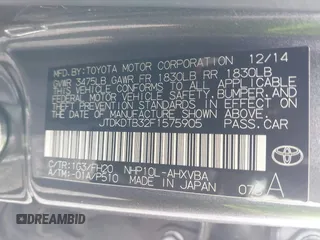 MFD. BY: TOYOTA MOTOR CORPORATION 12/14
GVWR 3475LB GAWR FR 1830LB RR 1830LB
THIS VEHICLE CONFORMS TO ALL APPLICABLE
FEDERAL MOTOR VEHICLE SAFETY, BUMPER, AND
THEFT PREVENTION STANDARDS IN EFFECT ON
THE DATE OF MANUFACTURE SHOWN ABOVE.
JTDKDTB32F1575905 PASS.CAR
C/TR:1G3/FH20 NHP10L-AHXVBA
A/TM:-01A/P510 MADE IN JAPAN
A
TOYOTA
DreamBid.com